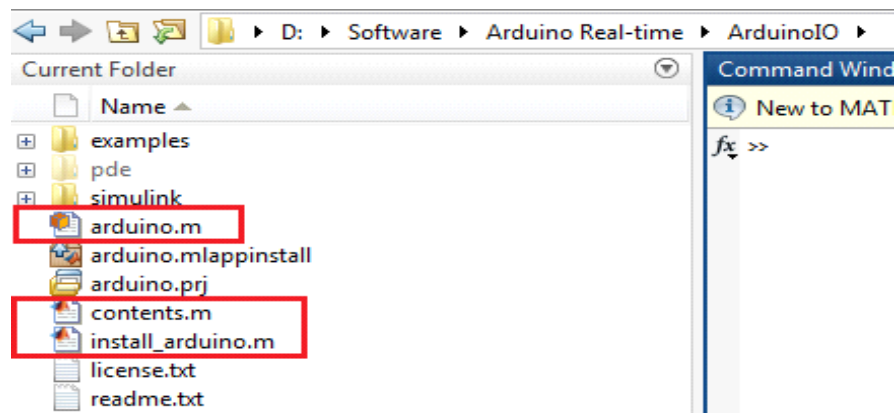 D: Software Arduino Real-time ArduinoIO
Current Folder
Name
examples
pde
simulink
arduino.m
arduino.mlappinstall
arduino.prj
contents.m
install_arduino.m
license.txt
readme.txt
Command Wind
New to MAT
fx >>